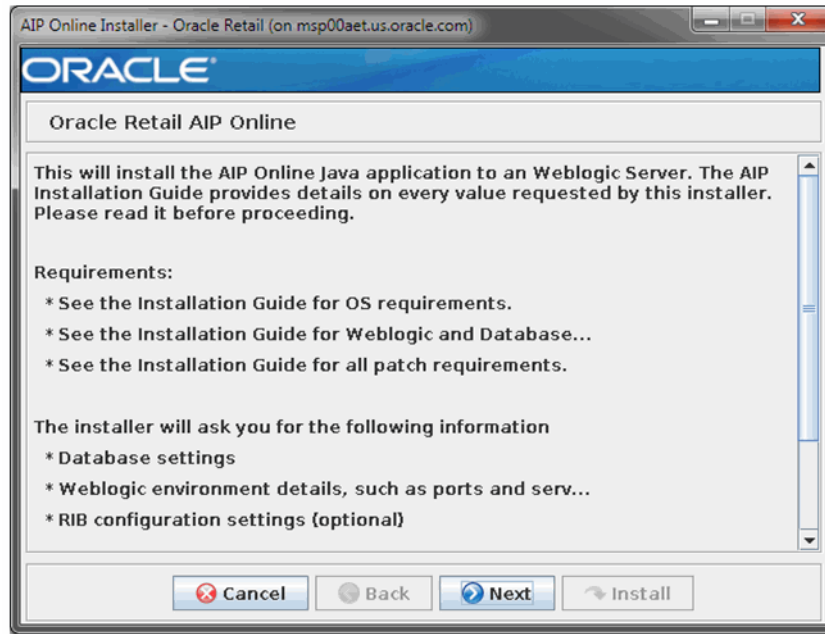 AIP Online Installer - Oracle Retail (on msp00aet.us.oracle.com)
ORACLE
Oracle Retail AIP Online
This will install the AIP Online Java application to an Weblogic Server. The AIP
Installation Guide provides details on every value requested by this installer.
Please read it before proceeding.
Requirements:
* See the Installation Guide for OS requirements.
* See the Installation Guide for Weblogic and Database...
* See the Installation Guide for all patch requirements.
The installer will ask you for the following information
* Database settings
* Weblogic environment details, such as ports and serv...
* RIB configuration settings (optional)
Cancel Back Next Install